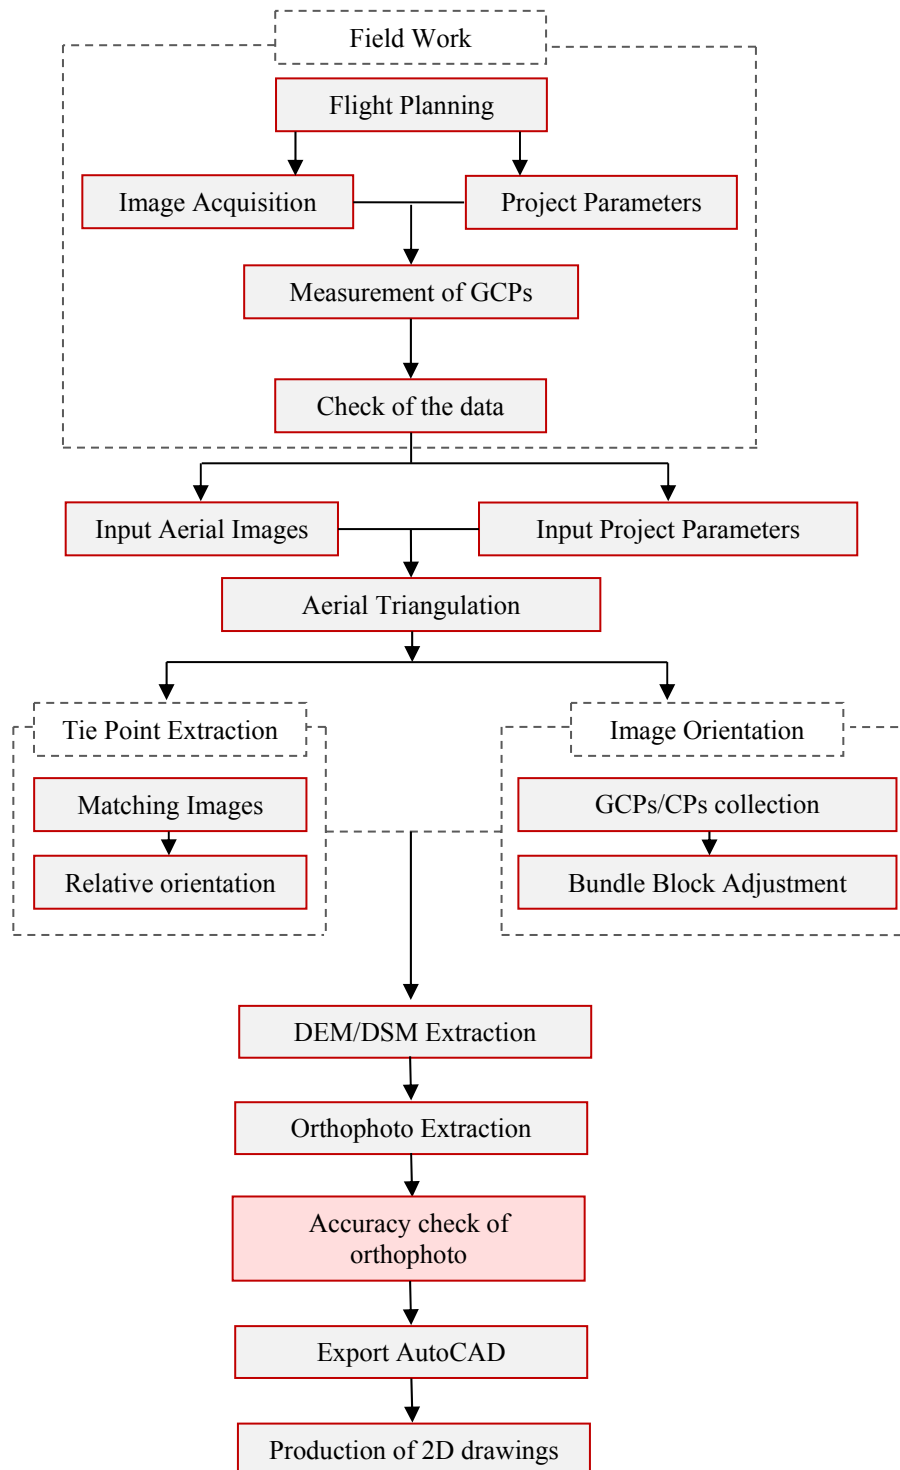 Field Work
Flight Planning
Image Acquisition
Project Parameters
Measurement of GCPs
Check of the data
Input Aerial Images
Input Project Parameters
Aerial Triangulation
Tie Point Extraction
Image Orientation
Matching Images
GCPs/CPs collection
Relative orientation
Bundle Block Adjustment
DEM/DSM Extraction
Orthophoto Extraction
Accuracy check of
orthophoto
Export AutoCAD
Production of 2D drawings